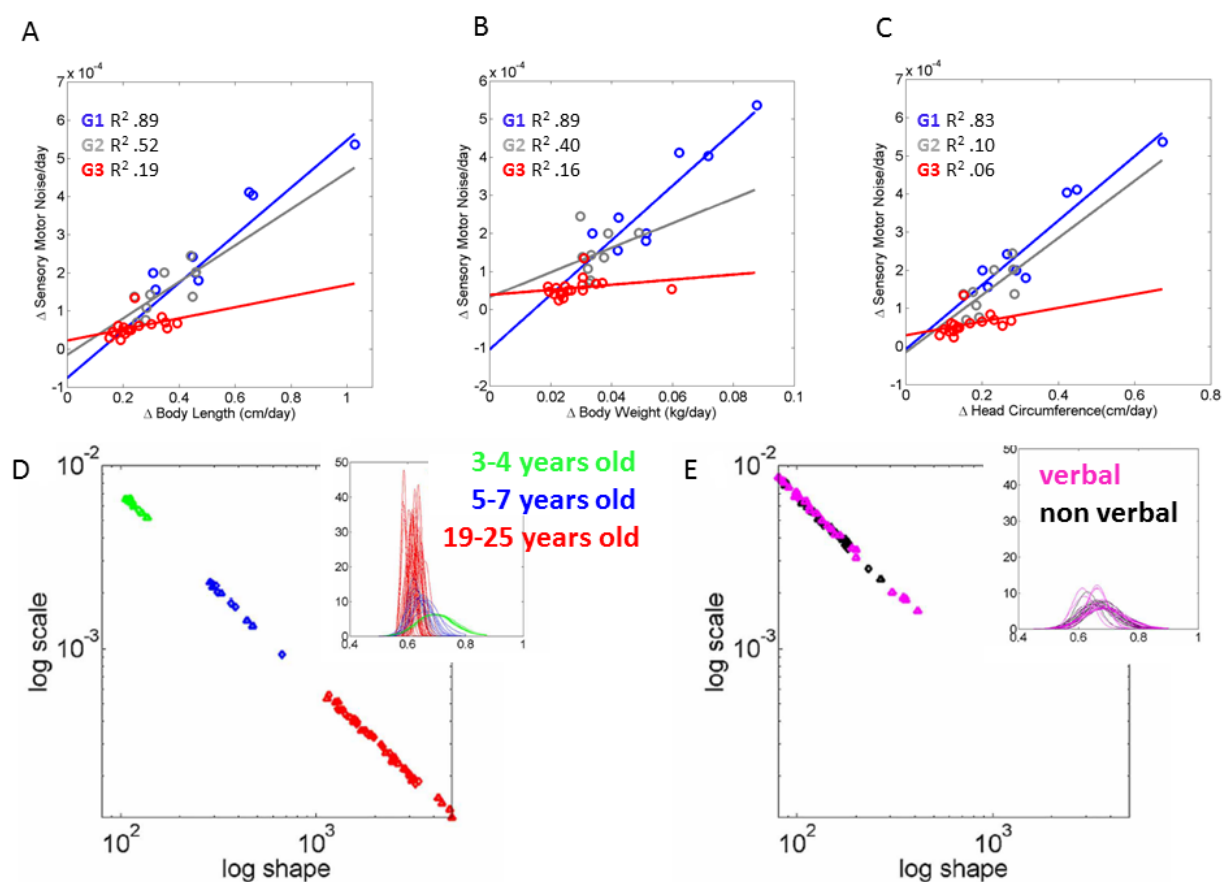 A
× 10⁻⁴
7
6
5
4
3
2
1
0
-1
0 0.2 0.4 0.6 0.8 1
Δ Sensory Motor Noise/day
Δ Body Length (cm/day)
G1 R² .89
G2 R² .52
G3 R² .19
B
× 10⁻⁴
6
5
4
3
2
1
0
-1
-2
0 0.02 0.04 0.06 0.08 0.1
Δ Sensory Motor Noise/day
Δ Body Weight (kg/day)
G1 R² .89
G2 R² .40
G3 R² .16
C
× 10⁻⁴
7
6
5
4
3
2
1
0
-1
0 0.2 0.4 0.6 0.8
Δ Sensory Motor Noise/day
Δ Head Circumference(cm/day)
G1 R² .83
G2 R² .10
G3 R² .06
D
10⁻²
10⁻³
10² 10³
log scale
log shape
50
40
30
20
10
0
0.4 0.6 0.8 1
3-4 years old
5-7 years old
19-25 years old
E
10⁻²
10⁻³
10² 10³
log scale
log shape
50
40
30
20
10
0
0.4 0.6 0.8 1
verbal
non verbal